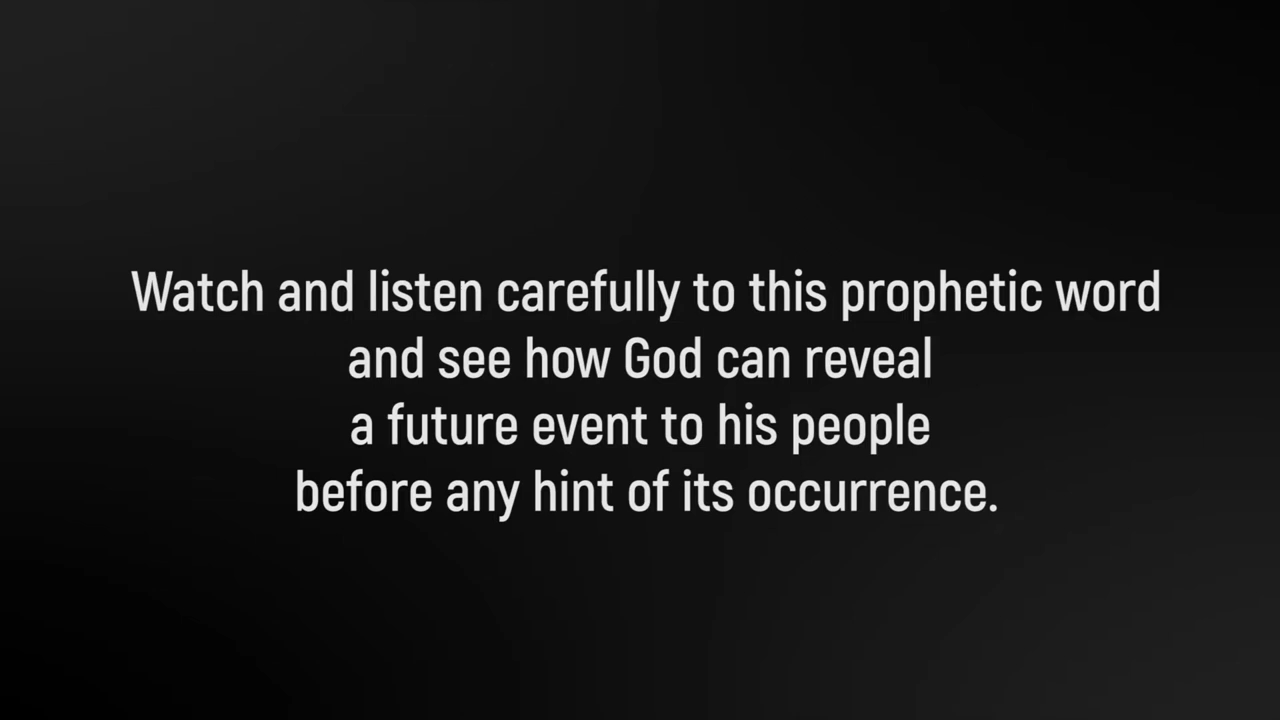 Watch and listen carefully to this prophetic word
and see how God can reveal
a future event to his people
before any hint of its occurrence.